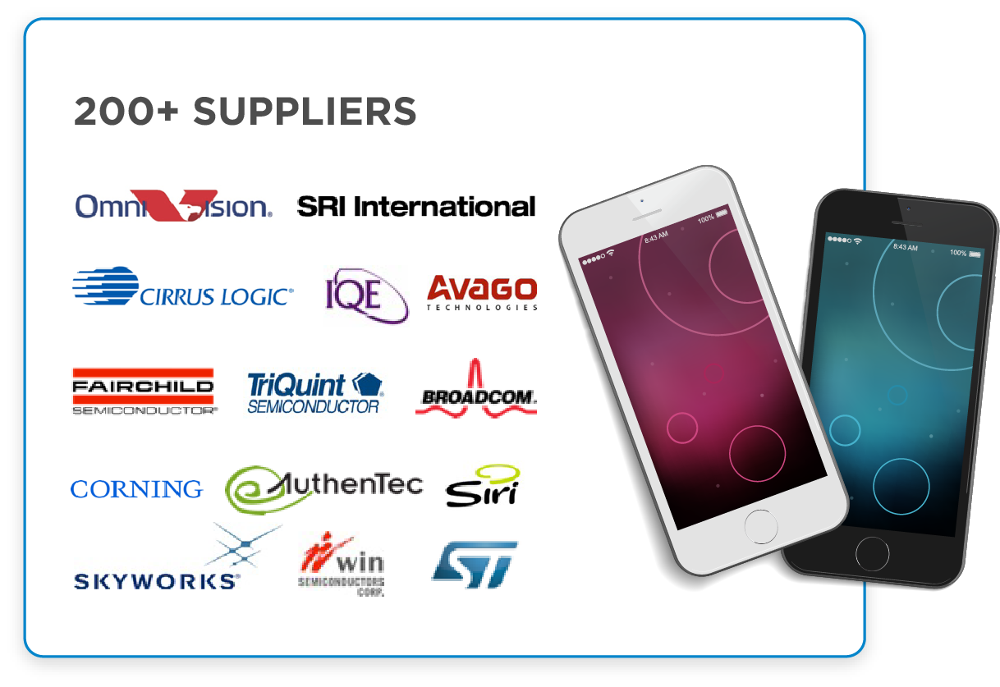 200+ SUPPLIERS
OmniVision®
SRI International
CIRRUS LOGIC®
IQE
AVAGO
TECHNOLOGIES
FAIRCHILD
SEMICONDUCTOR®
TriQuint
SEMICONDUCTOR
BROADCOM.
CORNING
AUTHENTEC
Siri
SKYWORKS®
win
SEMICONDUCTORS
CORP.
ST
8:43 AM
100%
8:43 AM
100%